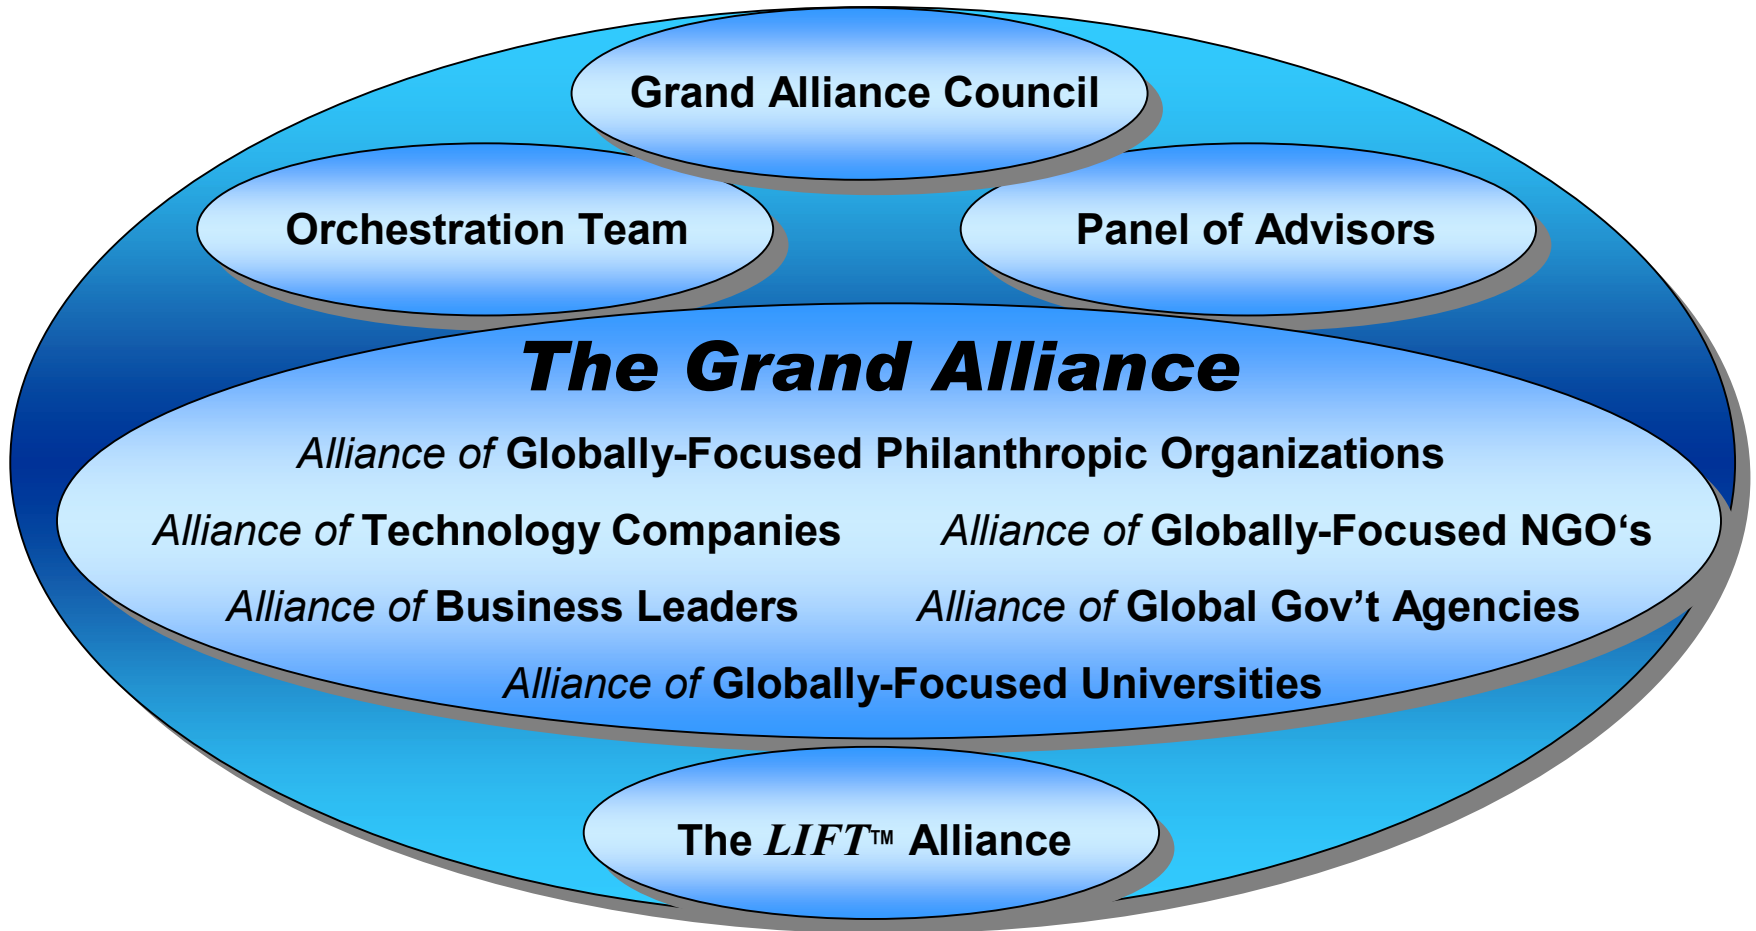 Grand Alliance Council
Orchestration Team
Panel of Advisors
The Grand Alliance
Alliance of Globally-Focused Philanthropic Organizations
Alliance of Technology Companies
Alliance of Globally-Focused NGO‘s
Alliance of Business Leaders
Alliance of Global Gov’t Agencies
Alliance of Globally-Focused Universities
The LIFT™ Alliance